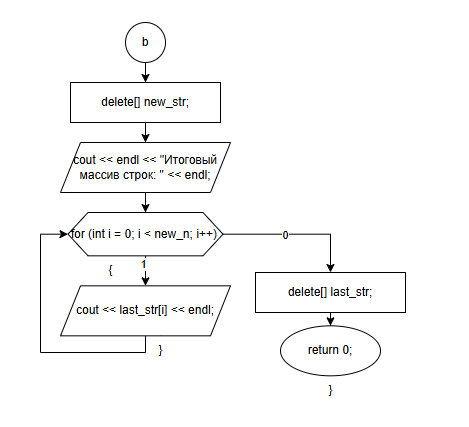 b
delete[] new_str;
cout << endl << "Итоговый
массив строк: " << endl;
for (int i = 0; i < new_n; i++)
0
{
1
delete[] last_str;
cout << last_str[i] << endl;
}
return 0;
}